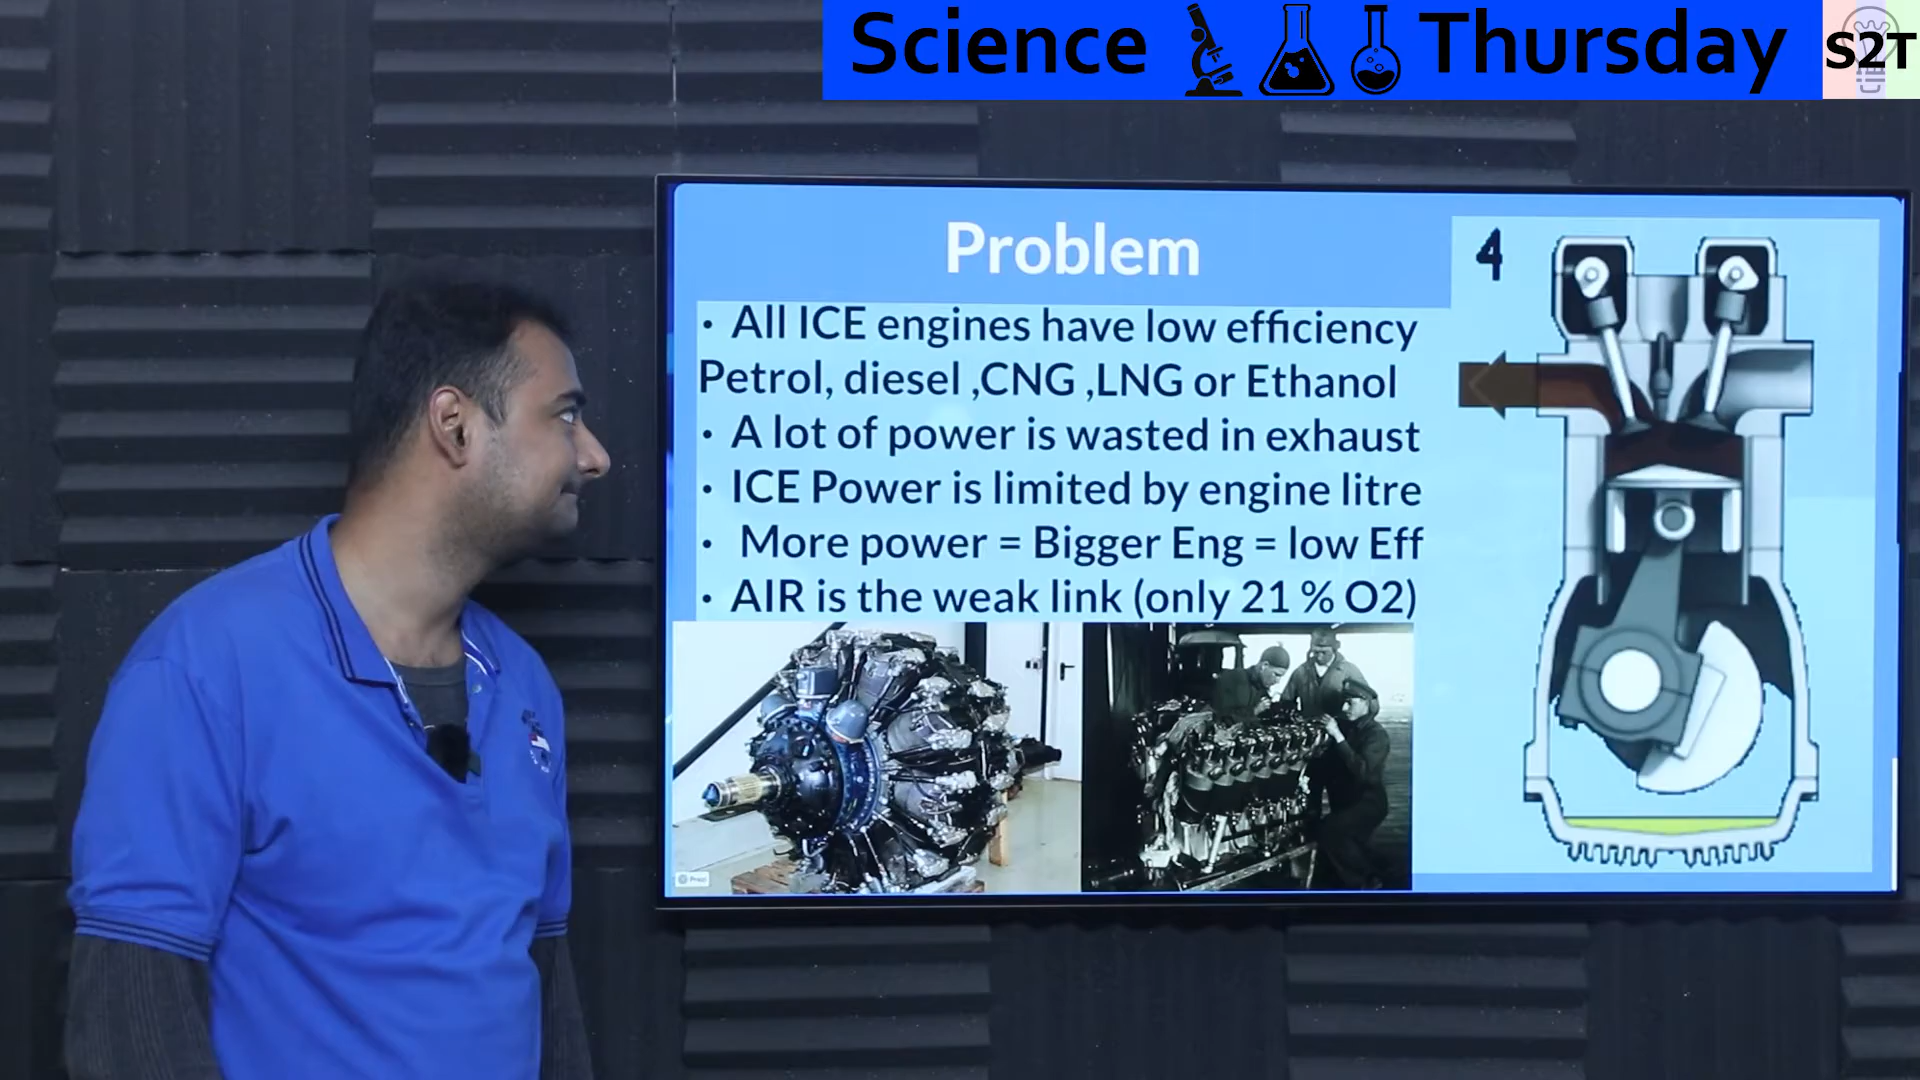 Science Thursday
S2T
Problem
4
• All ICE engines have low efficiency
Petrol, diesel ,CNG ,LNG or Ethanol
• A lot of power is wasted in exhaust
• ICE Power is limited by engine litre
• More power = Bigger Eng = low Eff
• AIR is the weak link (only 21 % O2)
Prezi